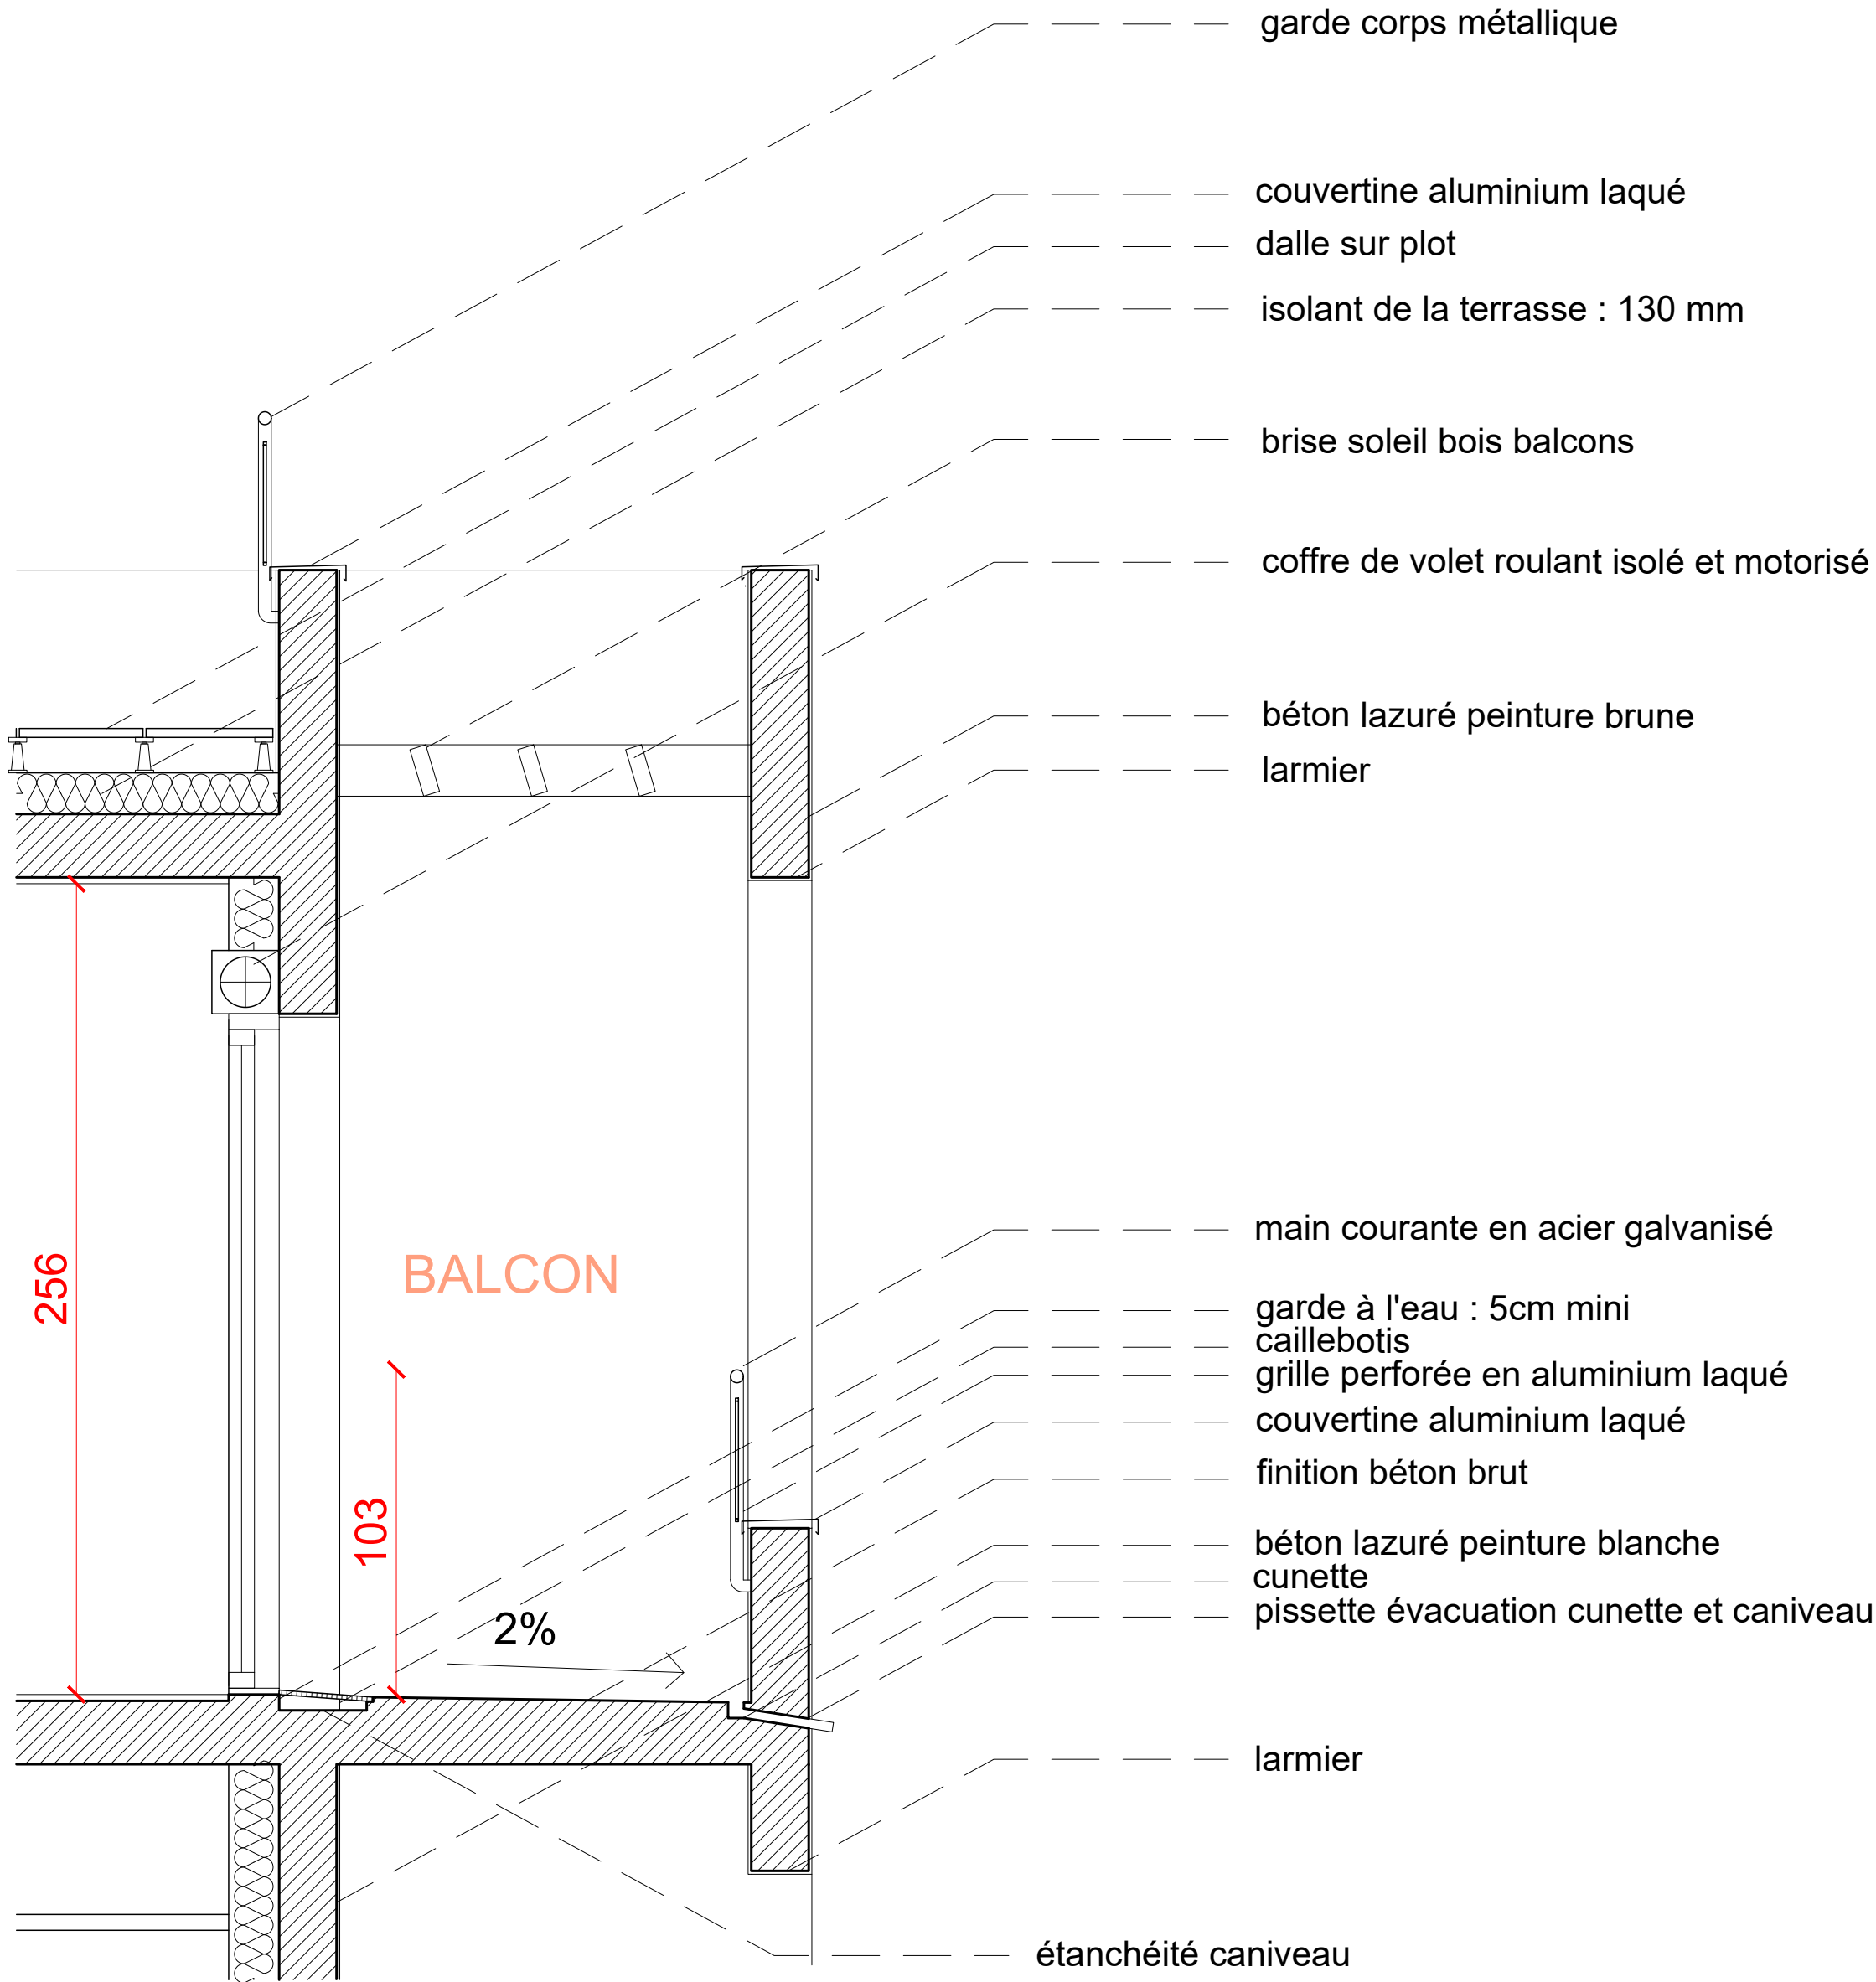 garde corps métallique
couvertine aluminium laqué
dalle sur plot
isolant de la terrasse : 130 mm
brise soleil bois balcons
coffre de volet roulant isolé et motorisé
béton lazuré peinture brune
larmier
256
BALCON
103
2%
main courante en acier galvanisé
garde à l'eau : 5cm mini
caillebotis
grille perforée en aluminium laqué
couvertine aluminium laqué
finition béton brut
béton lazuré peinture blanche
cunette
pissette évacuation cunette et caniveau
larmier
étanchéité caniveau